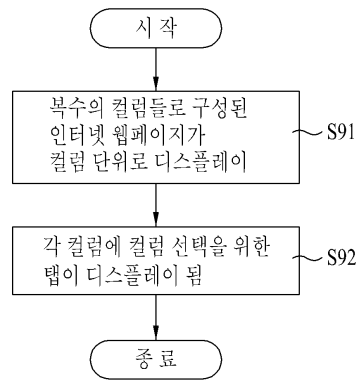 시 작
복수의 컬럼들로 구성된
인터넷 웹페이지가
컬럼 단위로 디스플레이
S91
각 컬럼에 컬럼 선택을 위한
탭이 디스플레이 됨
S92
종 료